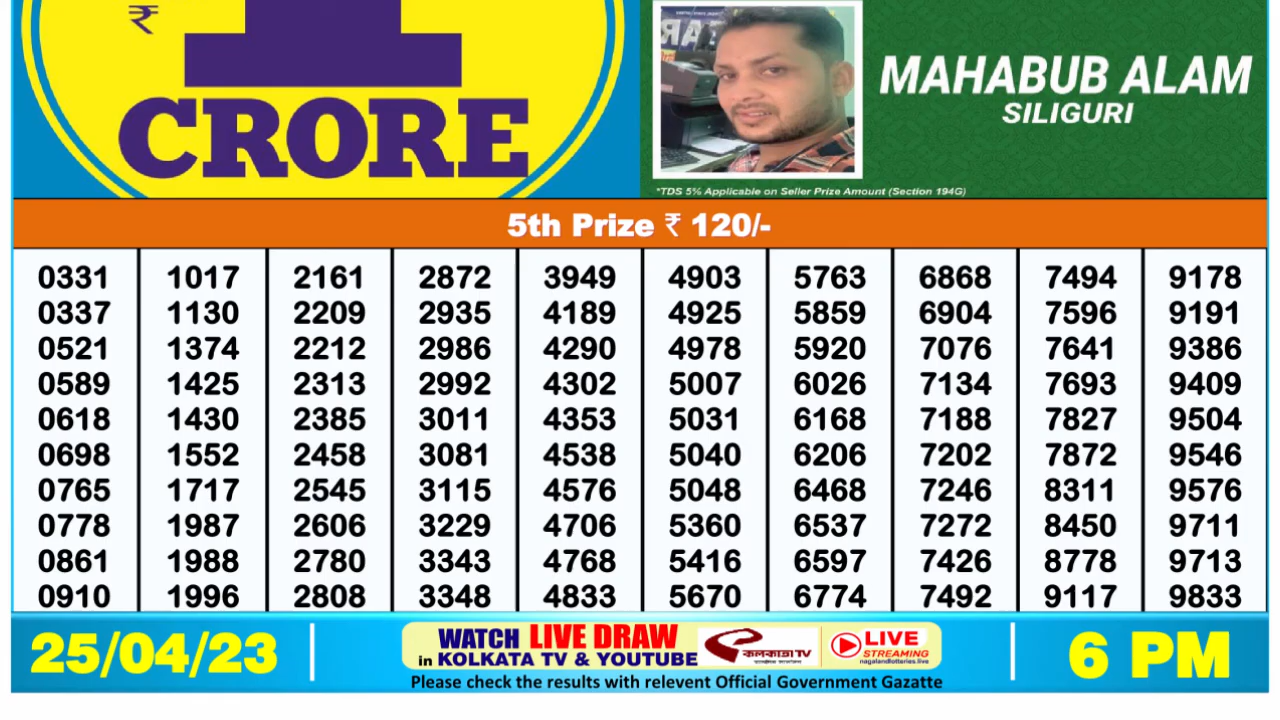 ₹
1
CRORE
MAHABUB ALAM
SILIGURI
*TDS 5% Applicable on Seller Prize Amount (Section 194G)
5th Prize ₹ 120/-
0331 1017 2161 2872 3949 4903 5763 6868 7494 9178
0337 1130 2209 2935 4189 4925 5859 6904 7596 9191
0521 1374 2212 2986 4290 4978 5920 7076 7641 9386
0589 1425 2313 2992 4302 5007 6026 7134 7693 9409
0618 1430 2385 3011 4353 5031 6168 7188 7827 9504
0698 1552 2458 3081 4538 5040 6206 7202 7872 9546
0765 1717 2545 3115 4576 5048 6468 7246 8311 9576
0778 1987 2606 3229 4706 5360 6537 7272 8450 9711
0861 1988 2780 3343 4768 5416 6597 7426 8778 9713
0910 1996 2808 3348 4833 5670 6774 7492 9117 9833
25/04/23
WATCH LIVE DRAW
in KOLKATA TV & YOUTUBE
কলকাতা TV
LIVE
STREAMING
nagalandlotteries.live
Please check the results with relevent Official Government Gazatte
6 PM